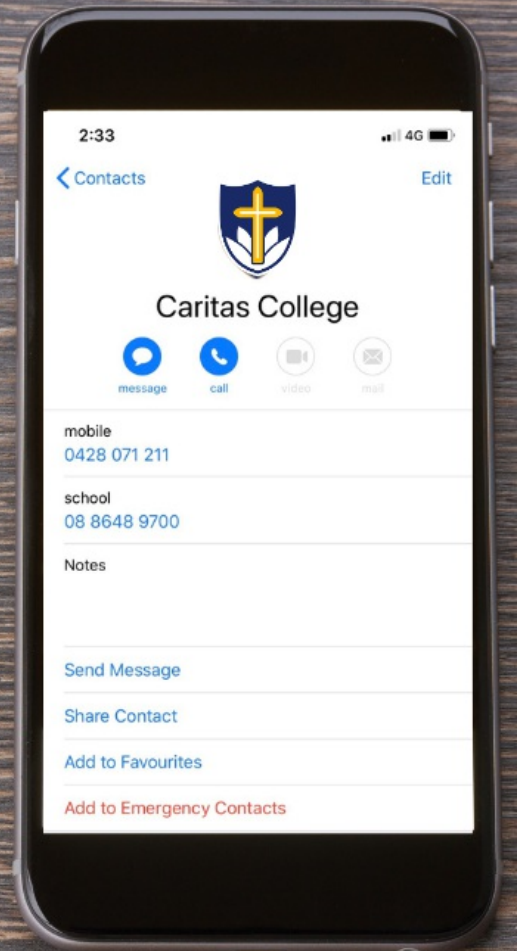 2:33
4G
Contacts
Edit
Caritas College
message
call
video
mail
mobile
0428 071 211
school
08 8648 9700
Notes
Send Message
Share Contact
Add to Favourites
Add to Emergency Contacts